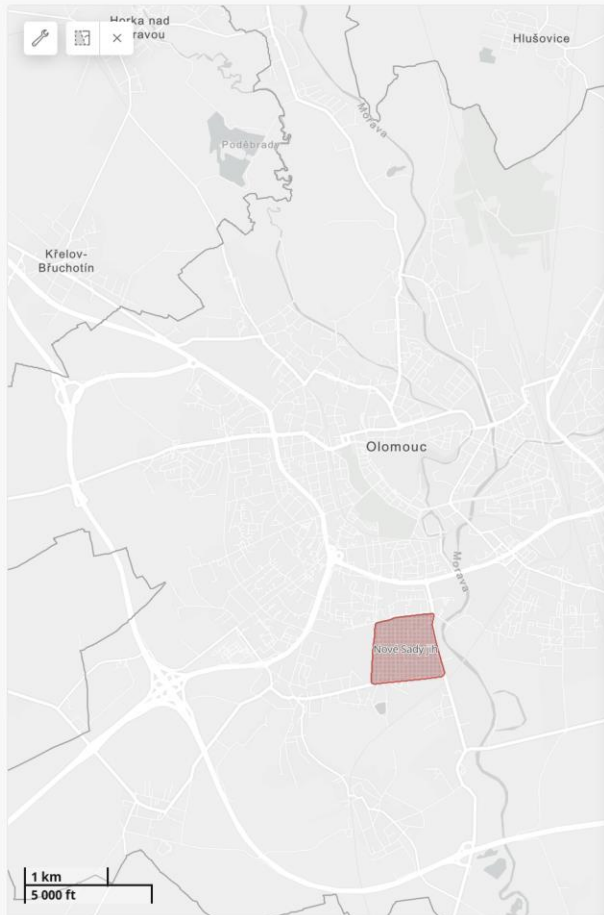 Horka nad
Moravou
Hlušovice
Morava
Poděbrady
Křelov-
Břuchotín
Olomouc
Morava
Nové Sady jih
1 km
5 000 ft